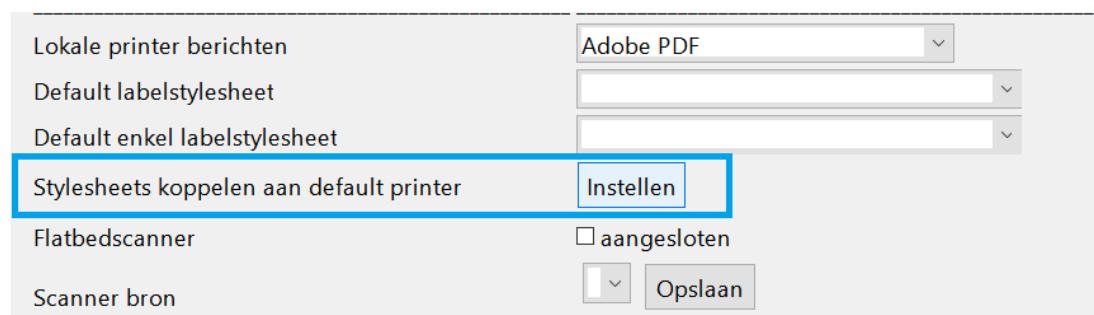 Lokale printer berichten Adobe PDF
Default labelstylesheet
Default enkel labelstylesheet
Stylesheets koppelen aan default printer Instellen
Flatbedscanner aangesloten
Scanner bron Opslaan